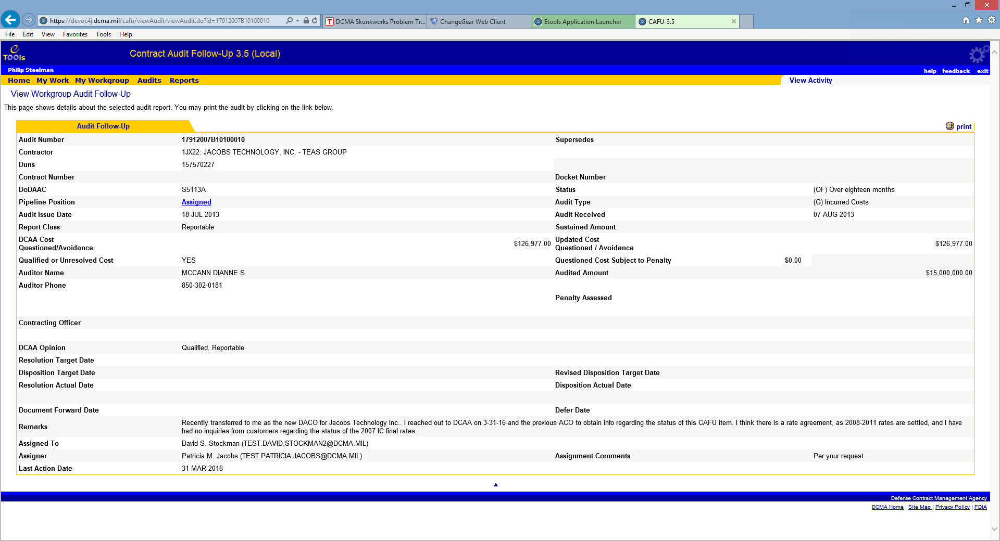 https://devoc4j.dcma.mil/cafu/viewAudit/viewAudit.do?id=17912007B10100010
DCMA Skunkworks Problem Tr...
ChangeGear Web Client
Etools Application Launcher
CAFU-3.5
File Edit View Favorites Tools Help
e TOOls
Contract Audit Follow-Up 3.5 (Local)
Philip Steelman
help feedback exit
Home My Work My Workgroup Audits Reports
View Activity
View Workgroup Audit Follow-Up
This page shows details about the selected audit report. You may print the audit by clicking on the link below.
Audit Follow-Up
print
Audit Number 17912007B10100010 Supersedes
Contractor 1JX22: JACOBS TECHNOLOGY, INC. - TEAS GROUP
Duns 157570227
Contract Number Docket Number
DoDAAC S5113A Status (OF) Over eighteen months
Pipeline Position Assigned Audit Type (G) Incurred Costs
Audit Issue Date 18 JUL 2013 Audit Received 07 AUG 2013
Report Class Reportable Sustained Amount
DCAA Cost
Questioned/Avoidance $126,977.00
Updated Cost
Questioned / Avoidance $126,977.00
Qualified or Unresolved Cost YES Questioned Cost Subject to Penalty $0.00
Auditor Name MCCANN DIANNE S Audited Amount $15,000,000.00
Auditor Phone 850-302-0181
Penalty Assessed
Contracting Officer
DCAA Opinion Qualified, Reportable
Resolution Target Date
Disposition Target Date Revised Disposition Target Date
Resolution Actual Date Disposition Actual Date
Document Forward Date Defer Date
Remarks
Recently transferred to me as the new DACO for Jacobs Technology Inc.. I reached out to DCAA on 3-31-16 and the previous ACO to obtain info regarding the status of this CAFU item. I think there is a rate agreement, as 2008-2011 rates are settled, and I have
had no inquiries from customers regarding the status of the 2007 IC final rates.
Assigned To David S. Stockman (TEST.DAVID.STOCKMAN2@DCMA.MIL)
Assigner Patricia M. Jacobs (TEST.PATRICIA.JACOBS@DCMA.MIL) Assignment Comments Per your request
Last Action Date 31 MAR 2016
Defense Contract Management Agency
DCMA Home | Site Map | Privacy Policy | FOIA